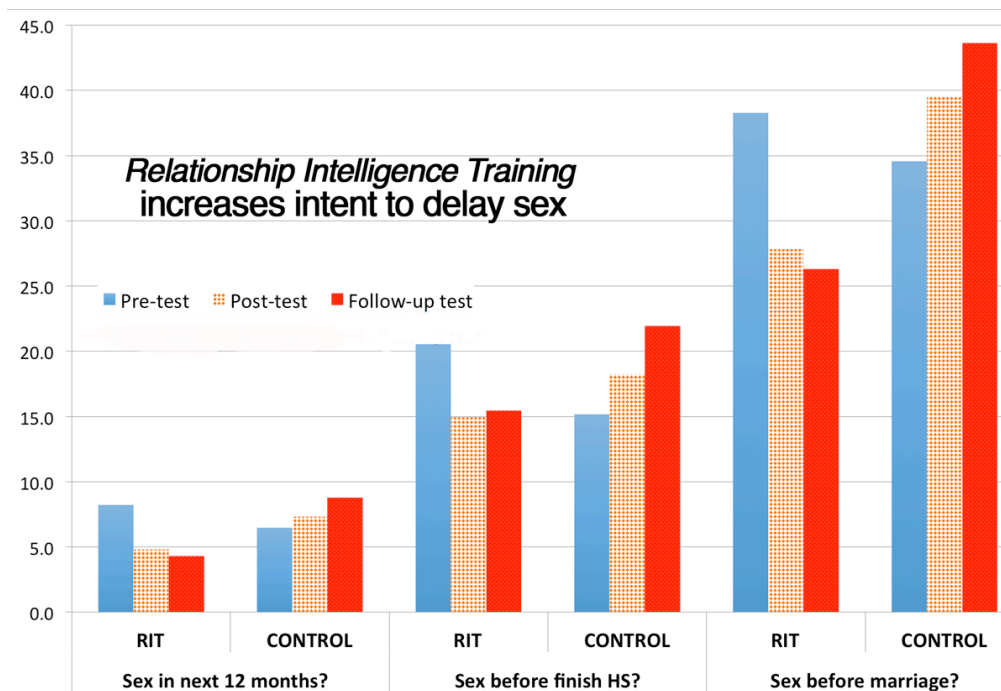 45.0
40.0
35.0
30.0
25.0
20.0
15.0
10.0
5.0
0.0
Relationship Intelligence Training
increases intent to delay sex
Pre-test Post-test Follow-up test
RIT CONTROL RIT CONTROL RIT CONTROL
Sex in next 12 months? Sex before finish HS? Sex before marriage?